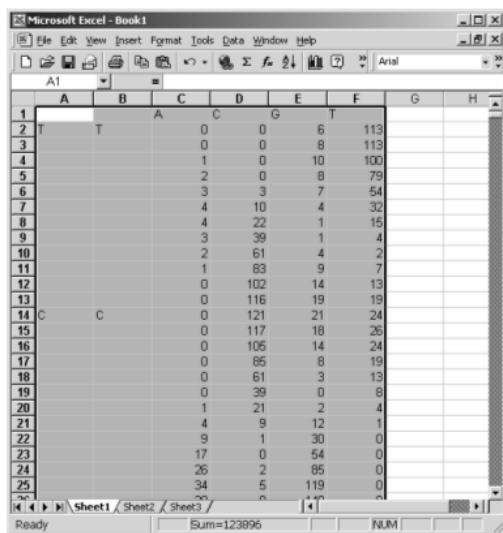 Microsoft Excel - Book1
File Edit View Insert Format Tools Data Window Help
Arial
A1 =
A B C D E F G H
1 A C G T
2 T T 0 0 6 113
3 0 0 8 113
4 1 0 10 100
5 2 0 8 79
6 3 3 7 54
7 4 10 4 32
8 4 22 1 15
9 3 39 1 4
10 2 61 4 2
11 1 83 9 7
12 0 102 14 13
13 0 116 19 19
14 C C 0 121 21 24
15 0 117 18 26
16 0 105 14 24
17 0 85 8 19
18 0 61 3 13
19 0 39 0 8
20 1 21 2 4
21 4 9 12 1
22 9 1 30 0
23 17 0 54 0
24 26 2 85 0
25 34 5 119 0
Sheet1 Sheet2 Sheet3
Ready Sum=123896 NUM